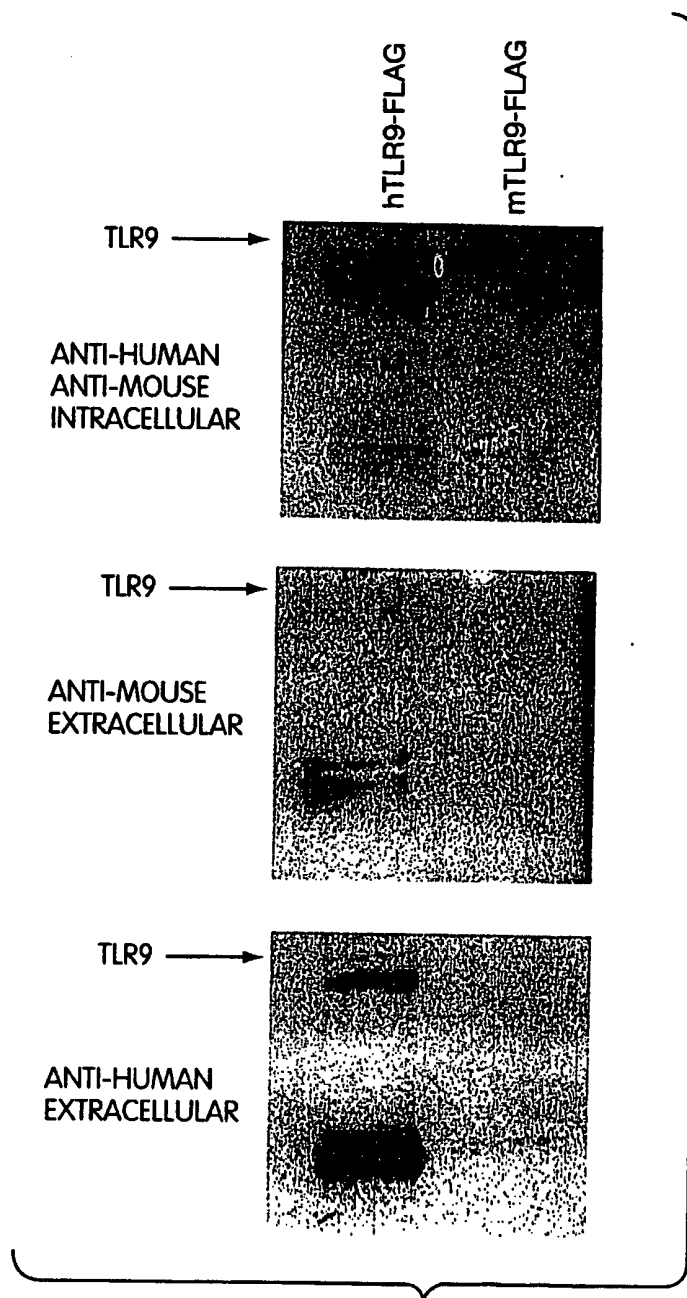 hTLR9-FLAG
mTLR9-FLAG
TLR9
ANTI-HUMAN
ANTI-MOUSE
INTRACELLULAR
TLR9
ANTI-MOUSE
EXTRACELLULAR
TLR9
ANTI-HUMAN
EXTRACELLULAR